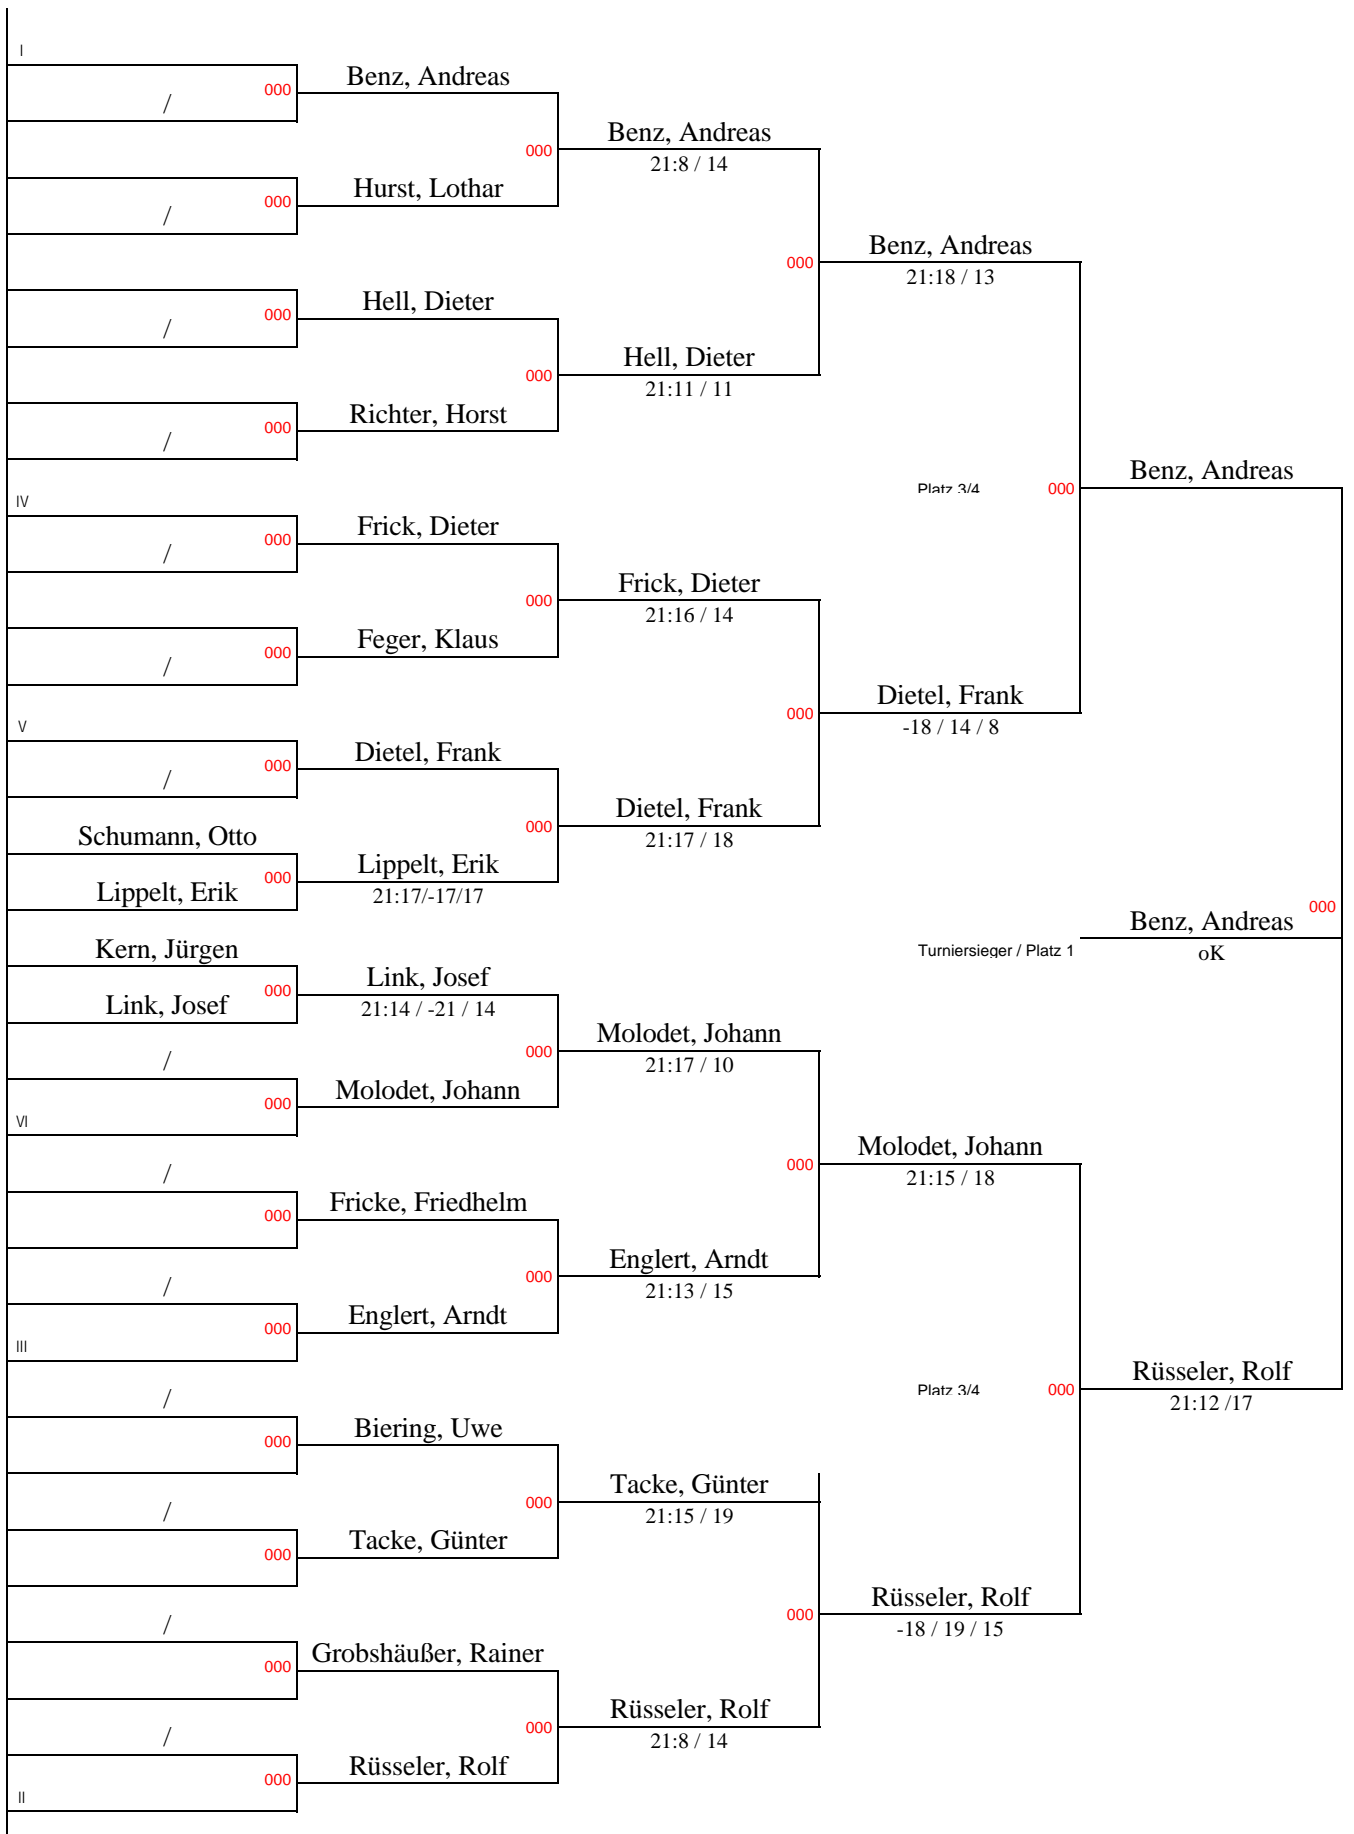 I
000
Benz, Andreas
/
Benz, Andreas
000
21:8 / 14
000
Hurst, Lothar
/
Benz, Andreas
000
21:18 / 13
000
Hell, Dieter
/
Hell, Dieter
000
21:11 / 11
000
Richter, Horst
/
Benz, Andreas
Platz 3/4
000
IV
000
Frick, Dieter
/
Frick, Dieter
000
21:16 / 14
000
Feger, Klaus
/
Dietel, Frank
000
-18 / 14 / 8
V
000
Dietel, Frank
/
Dietel, Frank
000
21:17 / 18
Schumann, Otto
000
Lippelt, Erik
Lippelt, Erik
21:17/-17/17
000
Benz, Andreas
Turniersieger / Platz 1
oK
Kern, Jürgen
000
Link, Josef
Link, Josef
21:14 / -21 / 14
Molodet, Johann
000
21:17 / 10
/
000
Molodet, Johann
VI
Molodet, Johann
000
21:15 / 18
/
000
Fricke, Friedhelm
Englert, Arndt
000
21:13 / 15
/
000
Englert, Arndt
III
Rüsseler, Rolf
Platz 3/4
000
21:12 /17
/
000
Biering, Uwe
Tacke, Günter
000
21:15 / 19
/
000
Tacke, Günter
Rüsseler, Rolf
000
-18 / 19 / 15
/
000
Grobshäußer, Rainer
Rüsseler, Rolf
000
21:8 / 14
/
000
Rüsseler, Rolf
II